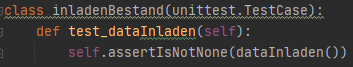 class inladenBestand(unittest.TestCase):
    def test_dataInladen(self):
        self.assertIsNotNone(dataInladen())